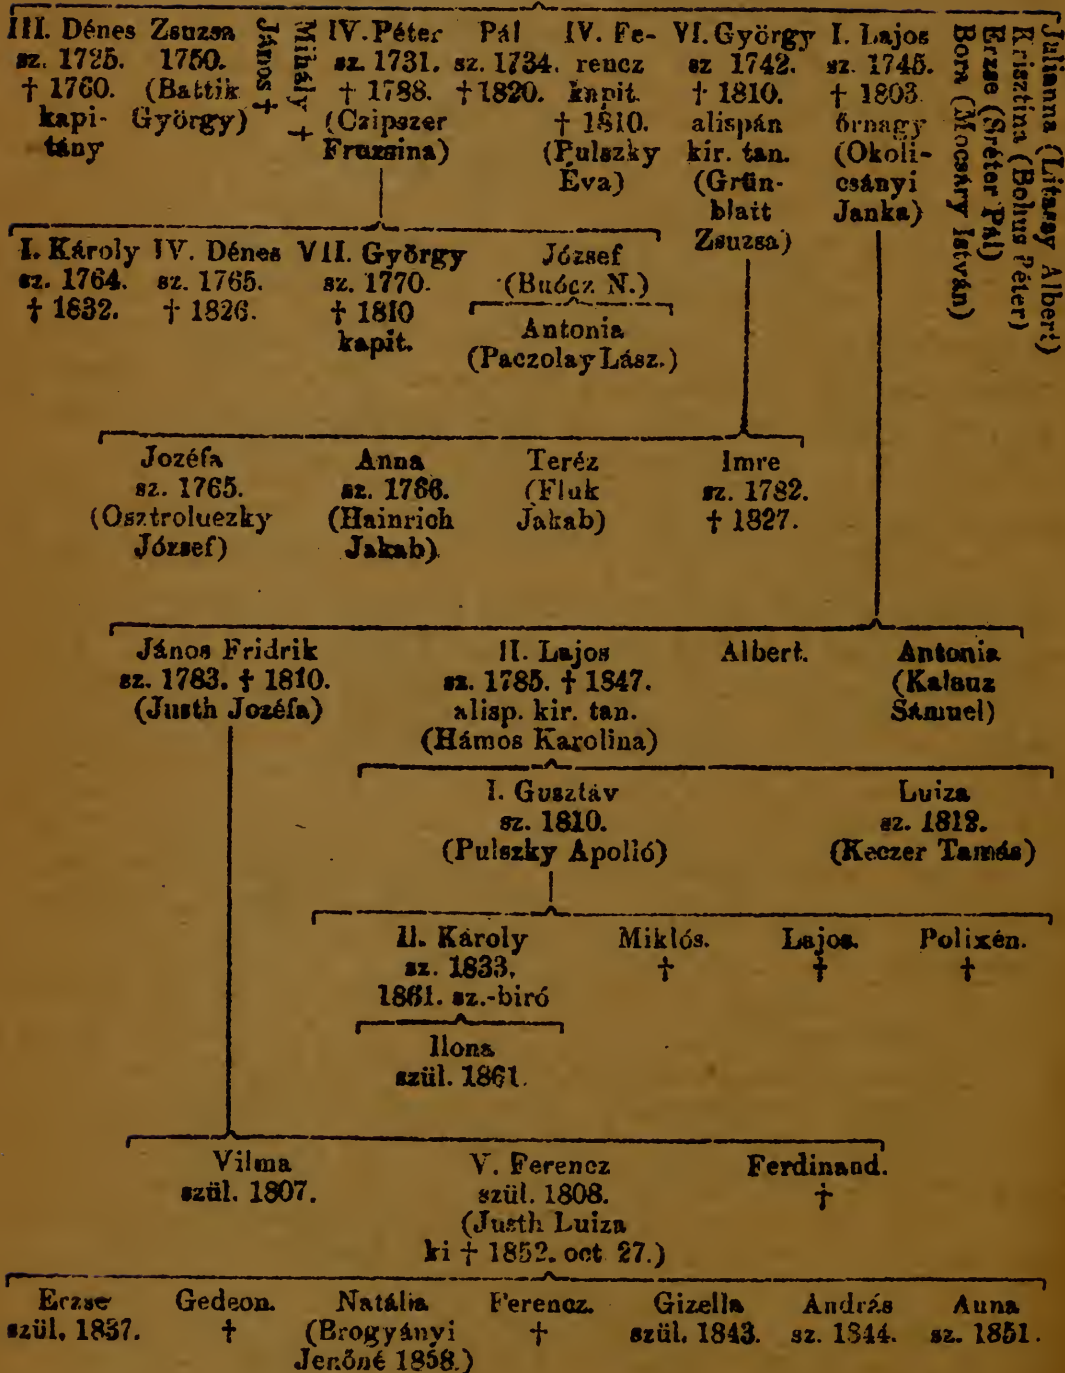 III. Dénes Zsuzsa János † Mihály † IV. Péter Pál IV. Fe- VI. György I. Lajos
sz. 1725. 1750. sz. 1731. sz. 1734. rencz sz 1742. sz. 1745.
† 1760. (Battik † 1788. † 1820. kapit. † 1810. † 1803.
kapi- György) (Czipszer † 1810. alispán őrnagy
tány Fruzsina) (Pulszky kir. tan. (Okoli-
Éva) (Grün- csányi
blait Janka)
Zsuzsa)
Julianna (Litassy Albert)
Krisztina (Bohus Péter)
Erzse (Sréter Pál)
Bora (Mocsáry István)
I. Károly IV. Dénes VII. György József
sz. 1764. sz. 1765. sz. 1770. (Buócz N.)
† 1832. † 1826. † 1810
kapit.
Antonia
(Paczolay Lász.)
Jozéfa Anna Teréz Imre
sz. 1765. sz. 1766. (Fluk sz. 1782.
(Osztroluczky (Hainrich Jakab) † 1827.
József) Jakab)
János Fridrik II. Lajos Albert. Antonia
sz. 1783. † 1810. sz. 1785. † 1847. (Kalauz
(Justh Jozéfa) alisp. kir. tan. Sámuel)
(Hámos Karolina)
I. Gusztáv Luiza
sz. 1810. sz. 1812.
(Pulszky Apolló) (Keczer Tamás)
II. Károly Miklós. Lajos. Polixén.
sz. 1833. † † †
1861. sz.-biró
Ilona
szül. 1861.
Vilma V. Ferencz Ferdinand.
szül. 1807. szül. 1808. †
(Justh Luiza
ki † 1852. oct 27.)
Erzse Gedeon. Natália Ferencz. Gizella András Anna
szül. 1837. † (Brogyányi † szül. 1843. sz. 1844. sz. 1851.
Jenőné 1858.)